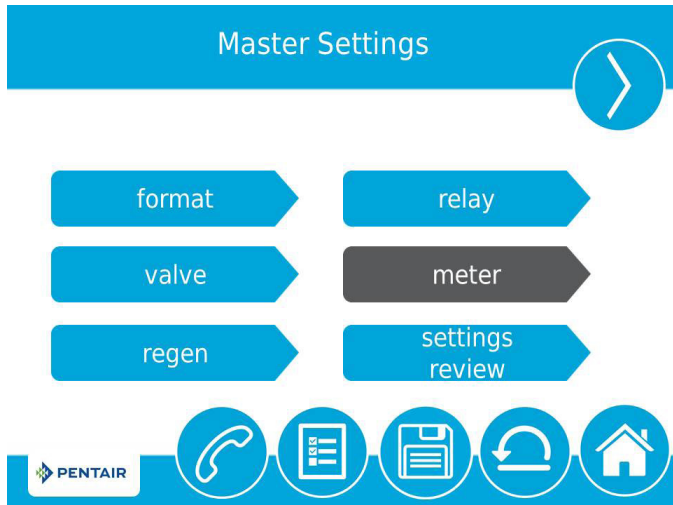 Master Settings
format
relay
valve
meter
regen
settings
review
PENTAIR